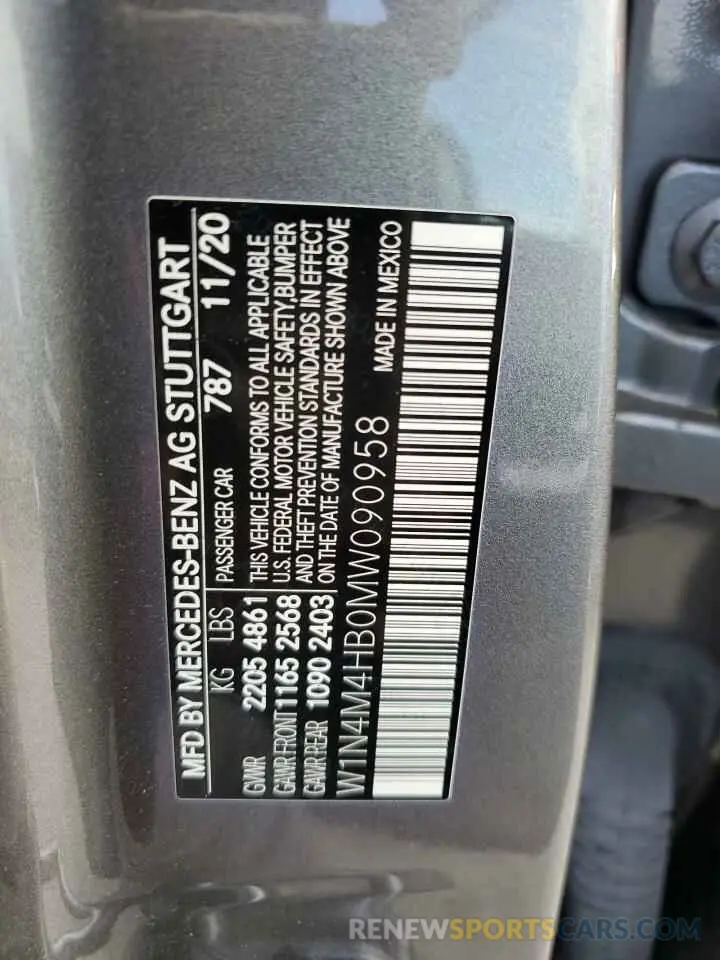 MFD BY MERCEDES-BENZ AG STUTTGART
KG LBS PASSENGER CAR 787 11/20
GVWR 2205 4861 THIS VEHICLE CONFORMS TO ALL APPLICABLE
GAWR FRONT 1165 2568 U.S. FEDERAL MOTOR VEHICLE SAFETY, BUMPER
GAWR REAR 1090 2403 AND THEFT PREVENTION STANDARDS IN EFFECT
ON THE DATE OF MANUFACTURE SHOWN ABOVE
W1N4M4HB0MW090958 MADE IN MEXICO
RENEWSPORTSCARS.COM